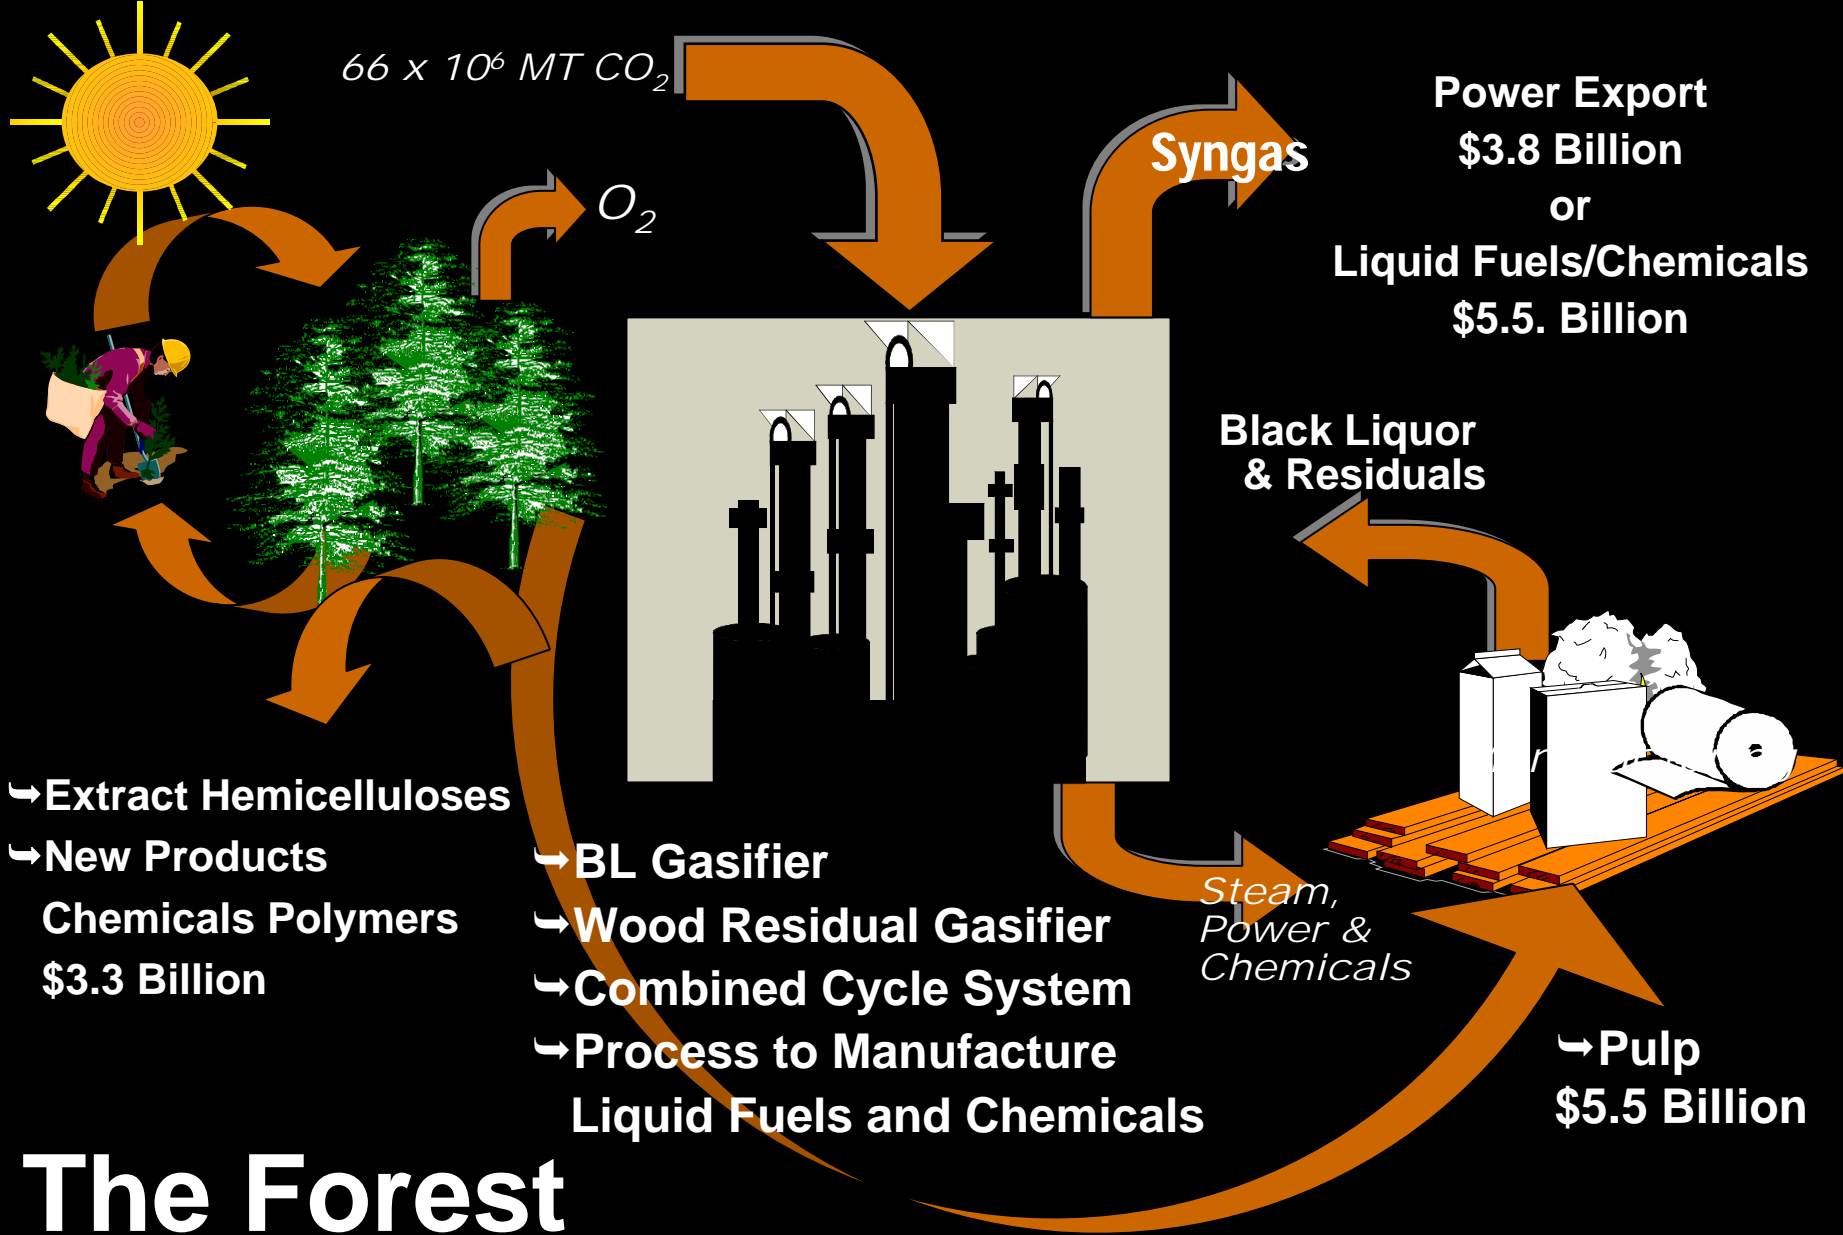 66 x 10⁶ MT CO₂
O₂
Syngas
Power Export
$3.8 Billion
or
Liquid Fuels/Chemicals
$5.5. Billion
Black Liquor
& Residuals
Steam,
Power &
Chemicals
➥Extract Hemicelluloses
➥New Products
Chemicals Polymers
$3.3 Billion
➥BL Gasifier
➥Wood Residual Gasifier
➥Combined Cycle System
➥Process to Manufacture
Liquid Fuels and Chemicals
➥Pulp
$5.5 Billion
The Forest